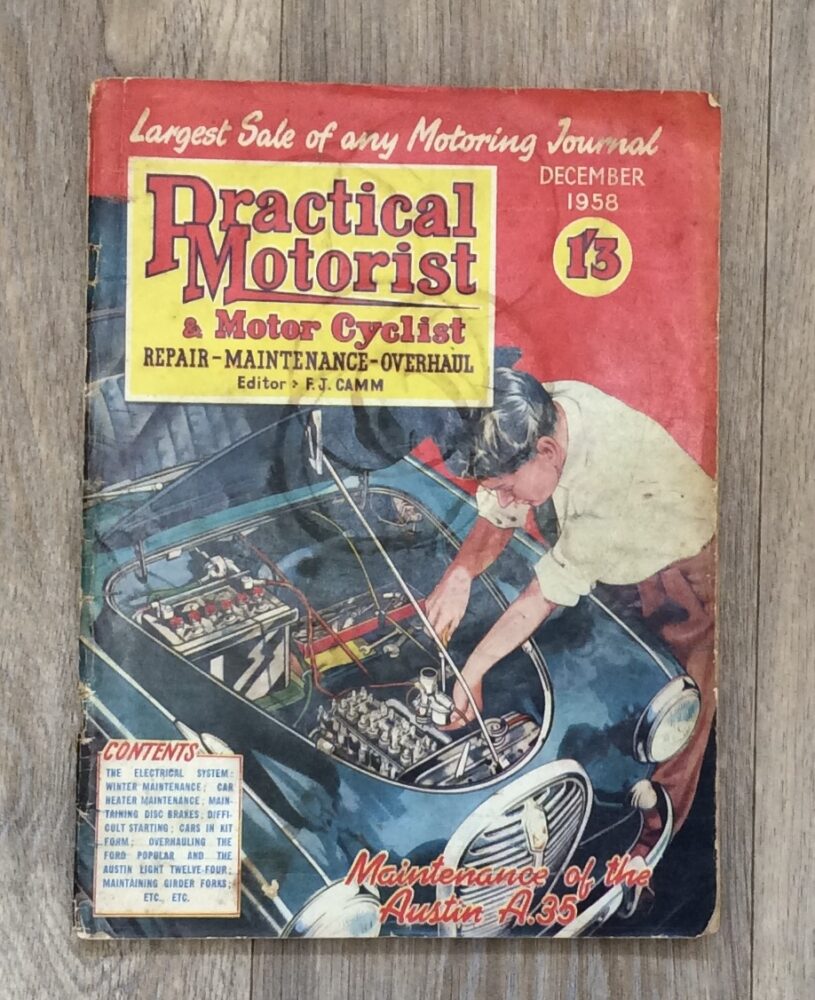 Largest Sale of any Motoring Journal
DECEMBER
1958
1'3
Practical
Motorist
& Motor Cyclist
REPAIR-MAINTENANCE-OVERHAUL
Editor > F.J. CAMM
CONTENTS
THE ELECTRICAL SYSTEM:
WINTER MAINTENANCE; CAR
HEATER MAINTENANCE; MAIN-
TAINING DISC BRAKES; DIFFI-
CULT STARTING; CARS IN KIT
FORM; OVERHAULING THE
FORD POPULAR AND THE
AUSTIN LIGHT TWELVE-FOUR;
MAINTAINING GIRDER FORKS;
ETC., ETC.
Maintenance of the
Austin A.35